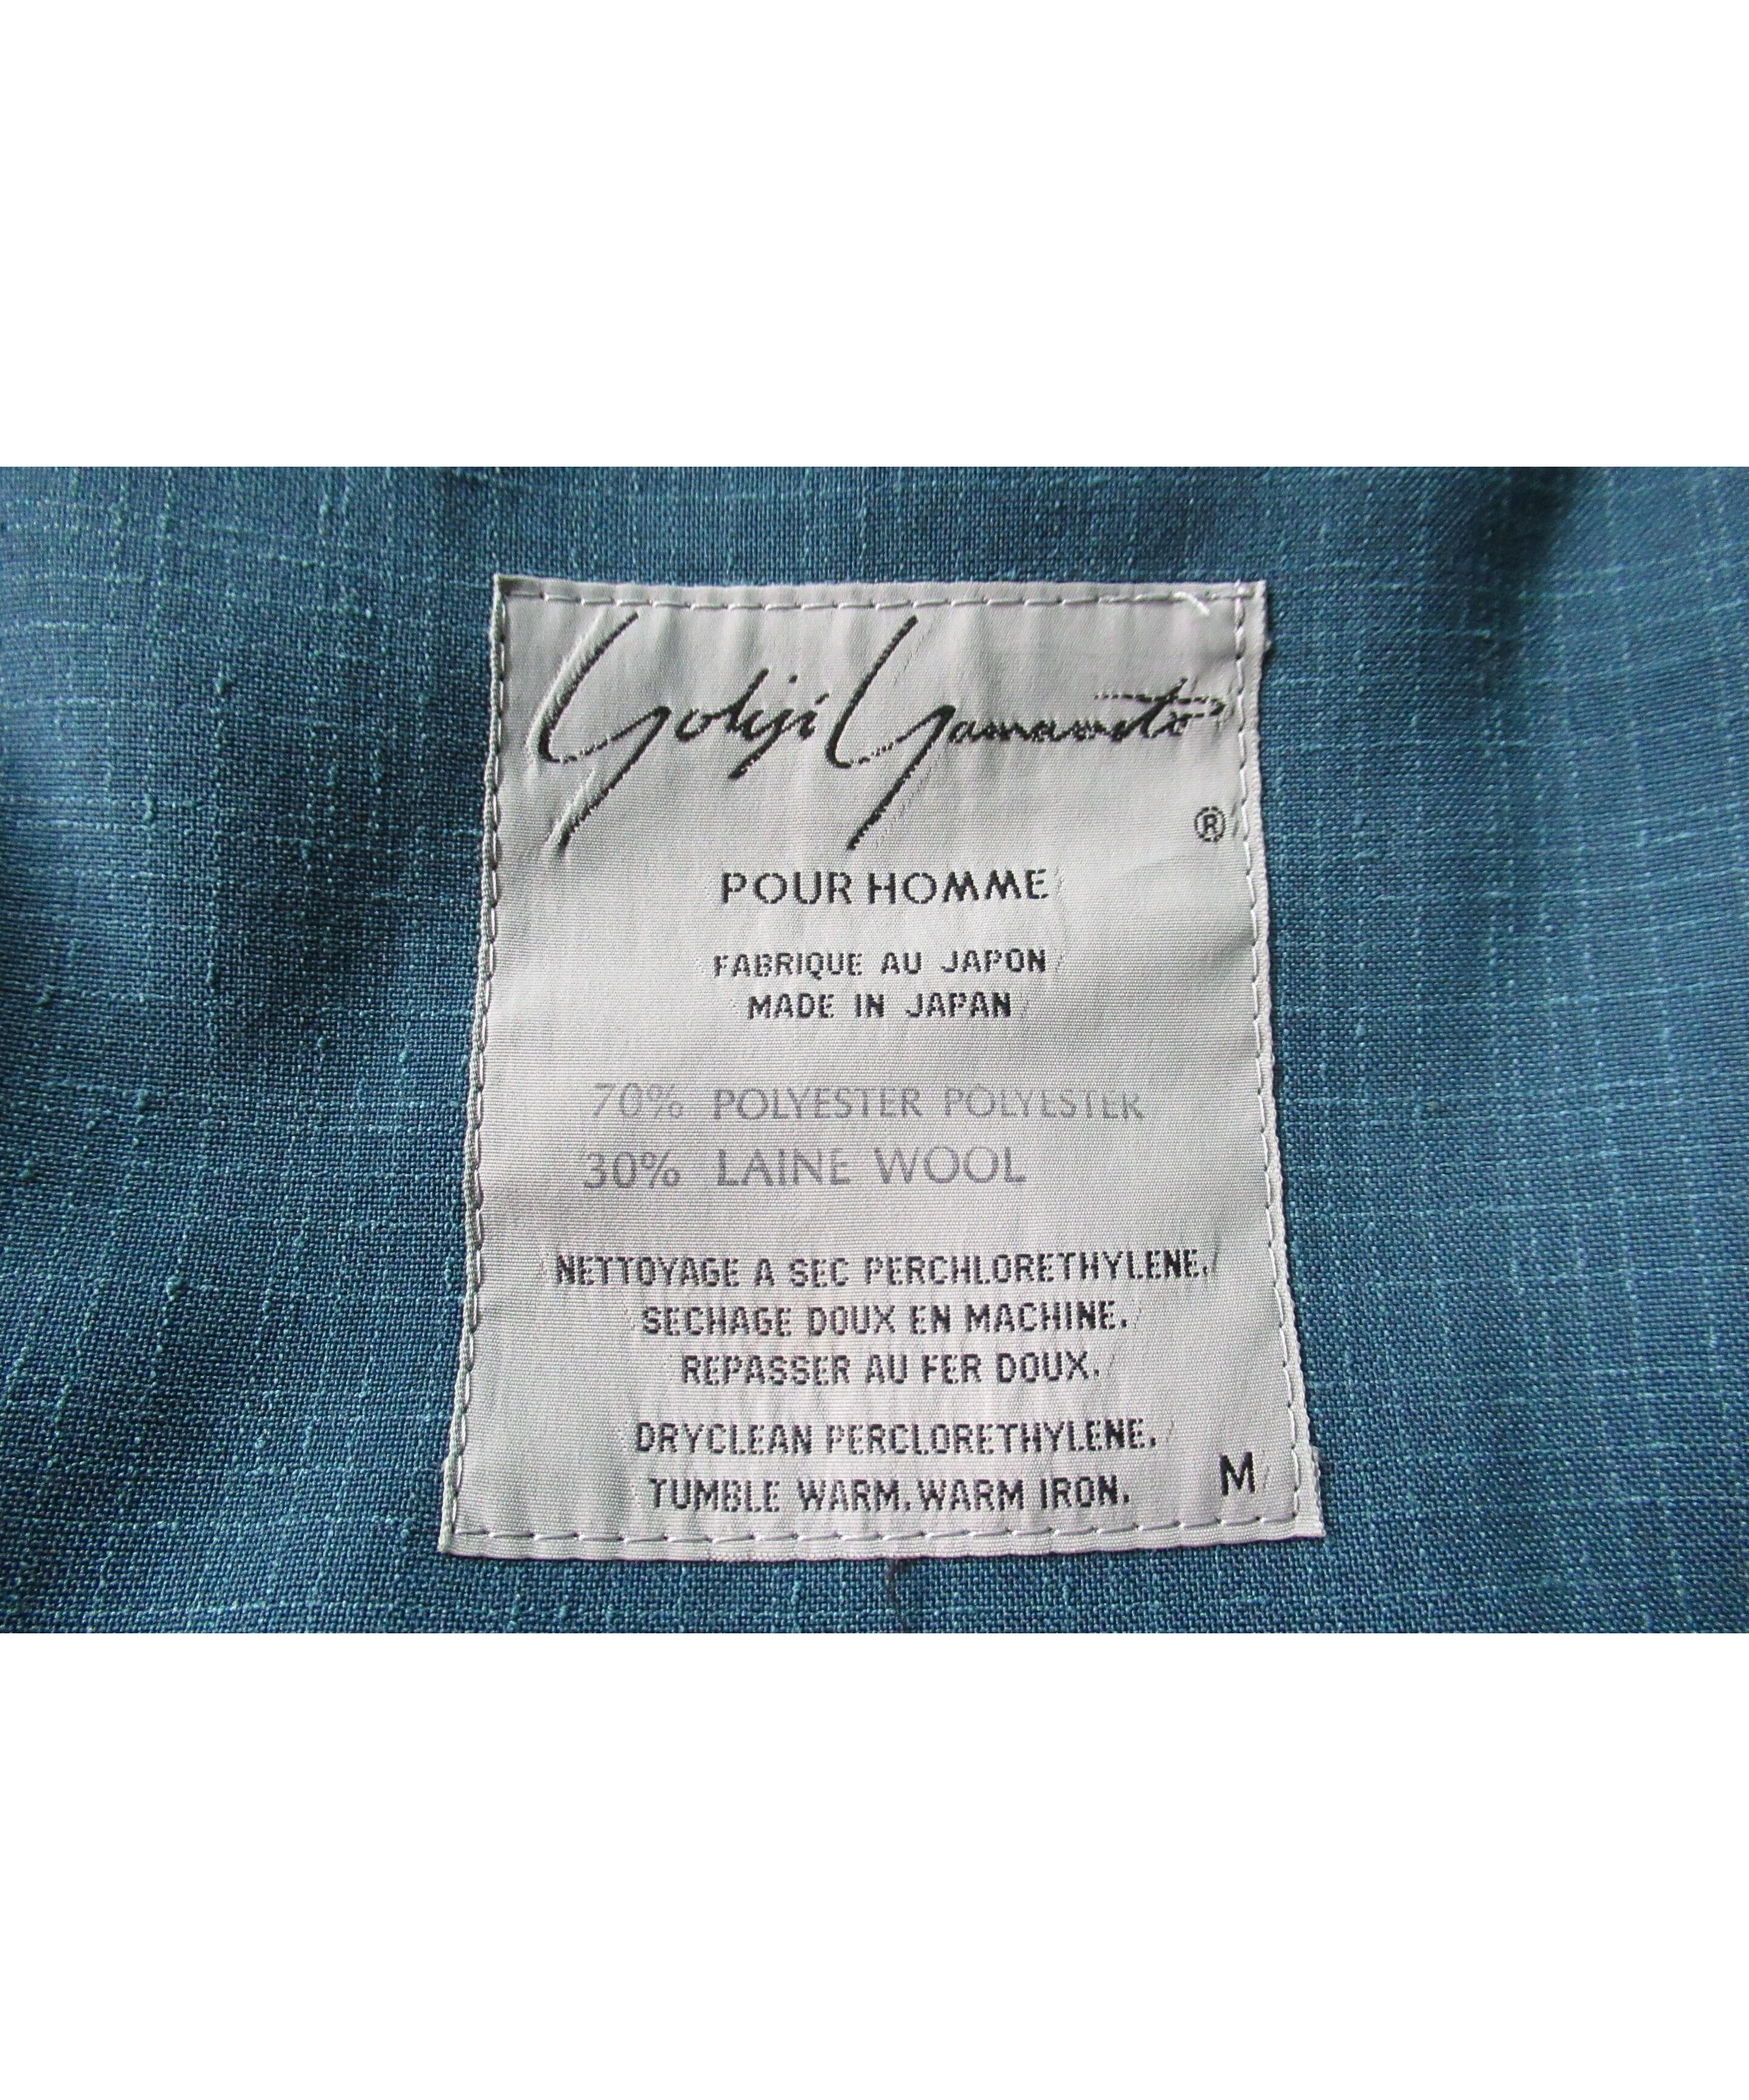 Yohji Yamamoto
®
POUR HOMME
FABRIQUE AU JAPON
MADE IN JAPAN
70% POLYESTER POLYESTER
30% LAINE WOOL
NETTOYAGE A SEC PERCHLORETHYLENE.
SECHAGE DOUX EN MACHINE.
REPASSER AU FER DOUX.
DRYCLEAN PERCLORETHYLENE.
TUMBLE WARM. WARM IRON.
M